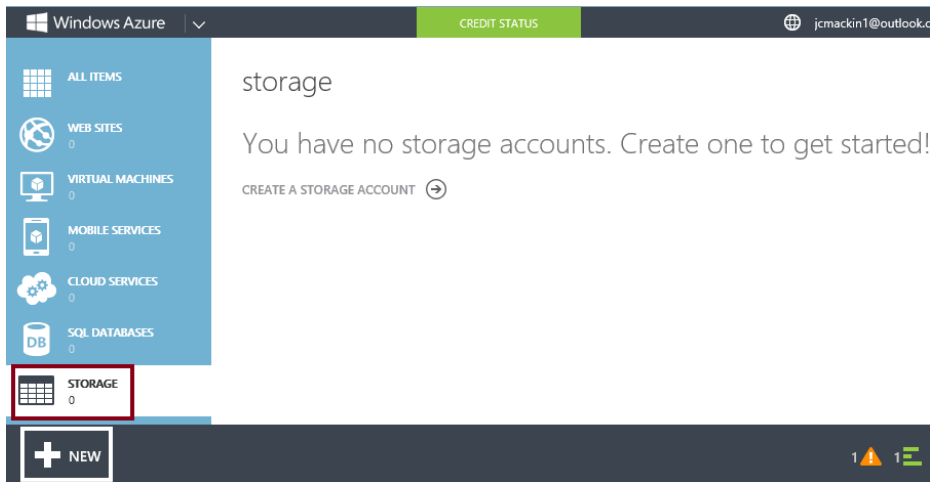 Windows Azure
CREDIT STATUS
jcmackin1@outlook.c
ALL ITEMS
WEB SITES
0
VIRTUAL MACHINES
0
MOBILE SERVICES
0
CLOUD SERVICES
0
DB
SQL DATABASES
0
STORAGE
0
storage
You have no storage accounts. Create one to get started!
CREATE A STORAGE ACCOUNT
NEW
1
1